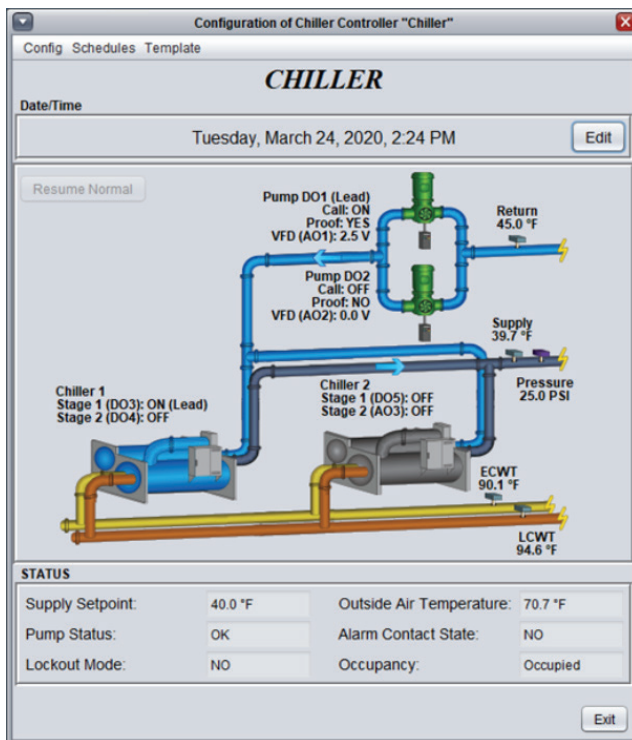 Configuration of Chiller Controller "Chiller"
Config Schedules Template
CHILLER
Date/Time
Tuesday, March 24, 2020, 2:24 PM
Edit
Resume Normal
Pump DO1 (Lead)
Call: ON
Proof: YES
VFD (AO1): 2.5 V
Return
45.0 °F
Pump DO2
Call: OFF
Proof: NO
VFD (AO2): 0.0 V
Supply
39.7 °F
Pressure
25.0 PSI
Chiller 1
Stage 1 (DO3): ON (Lead)
Stage 2 (DO4): OFF
Chiller 2
Stage 1 (DO5): OFF
Stage 2 (AO3): OFF
ECWT
90.1 °F
LCWT
94.6 °F
STATUS
Supply Setpoint: 40.0 °F Outside Air Temperature: 70.7 °F
Pump Status: OK Alarm Contact State: NO
Lockout Mode: NO Occupancy: Occupied
Exit